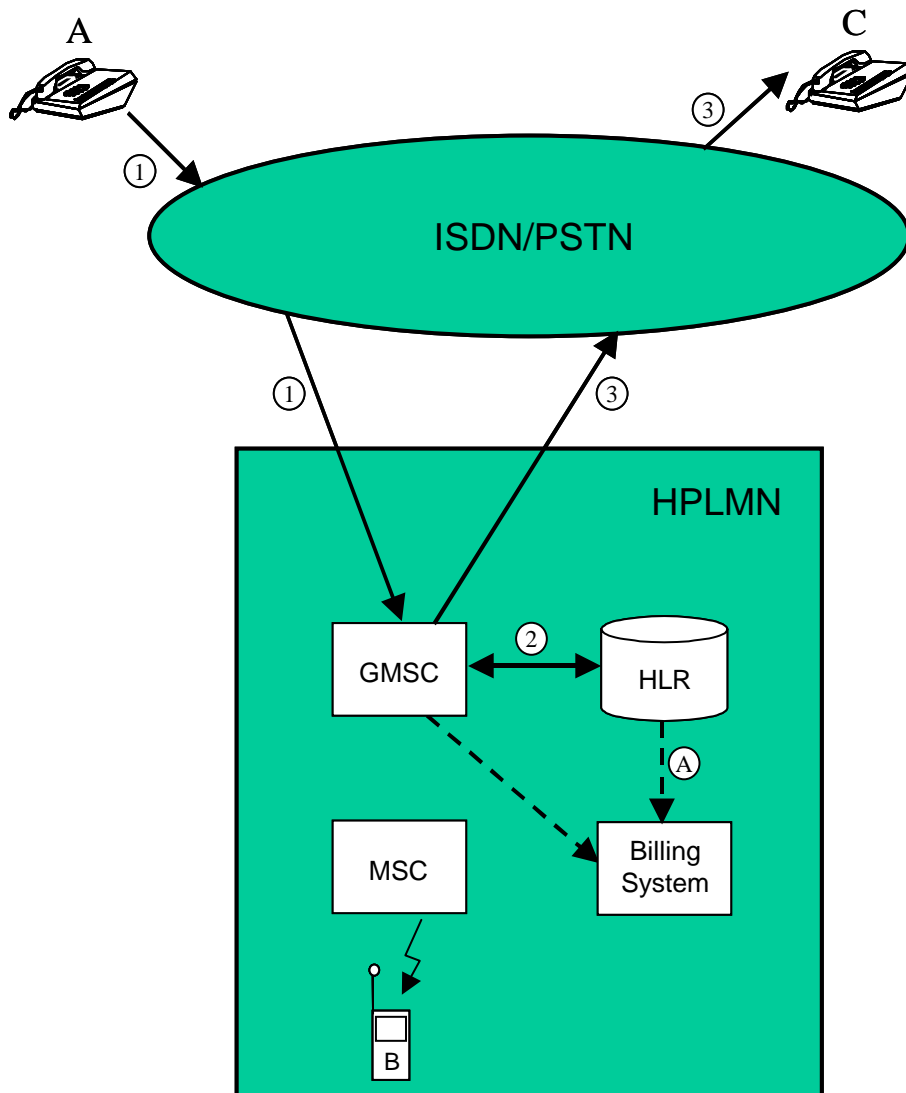 A
C
③
①
ISDN/PSTN
①
③
HPLMN
②
GMSC
HLR
Ⓐ
MSC
Billing
System
B